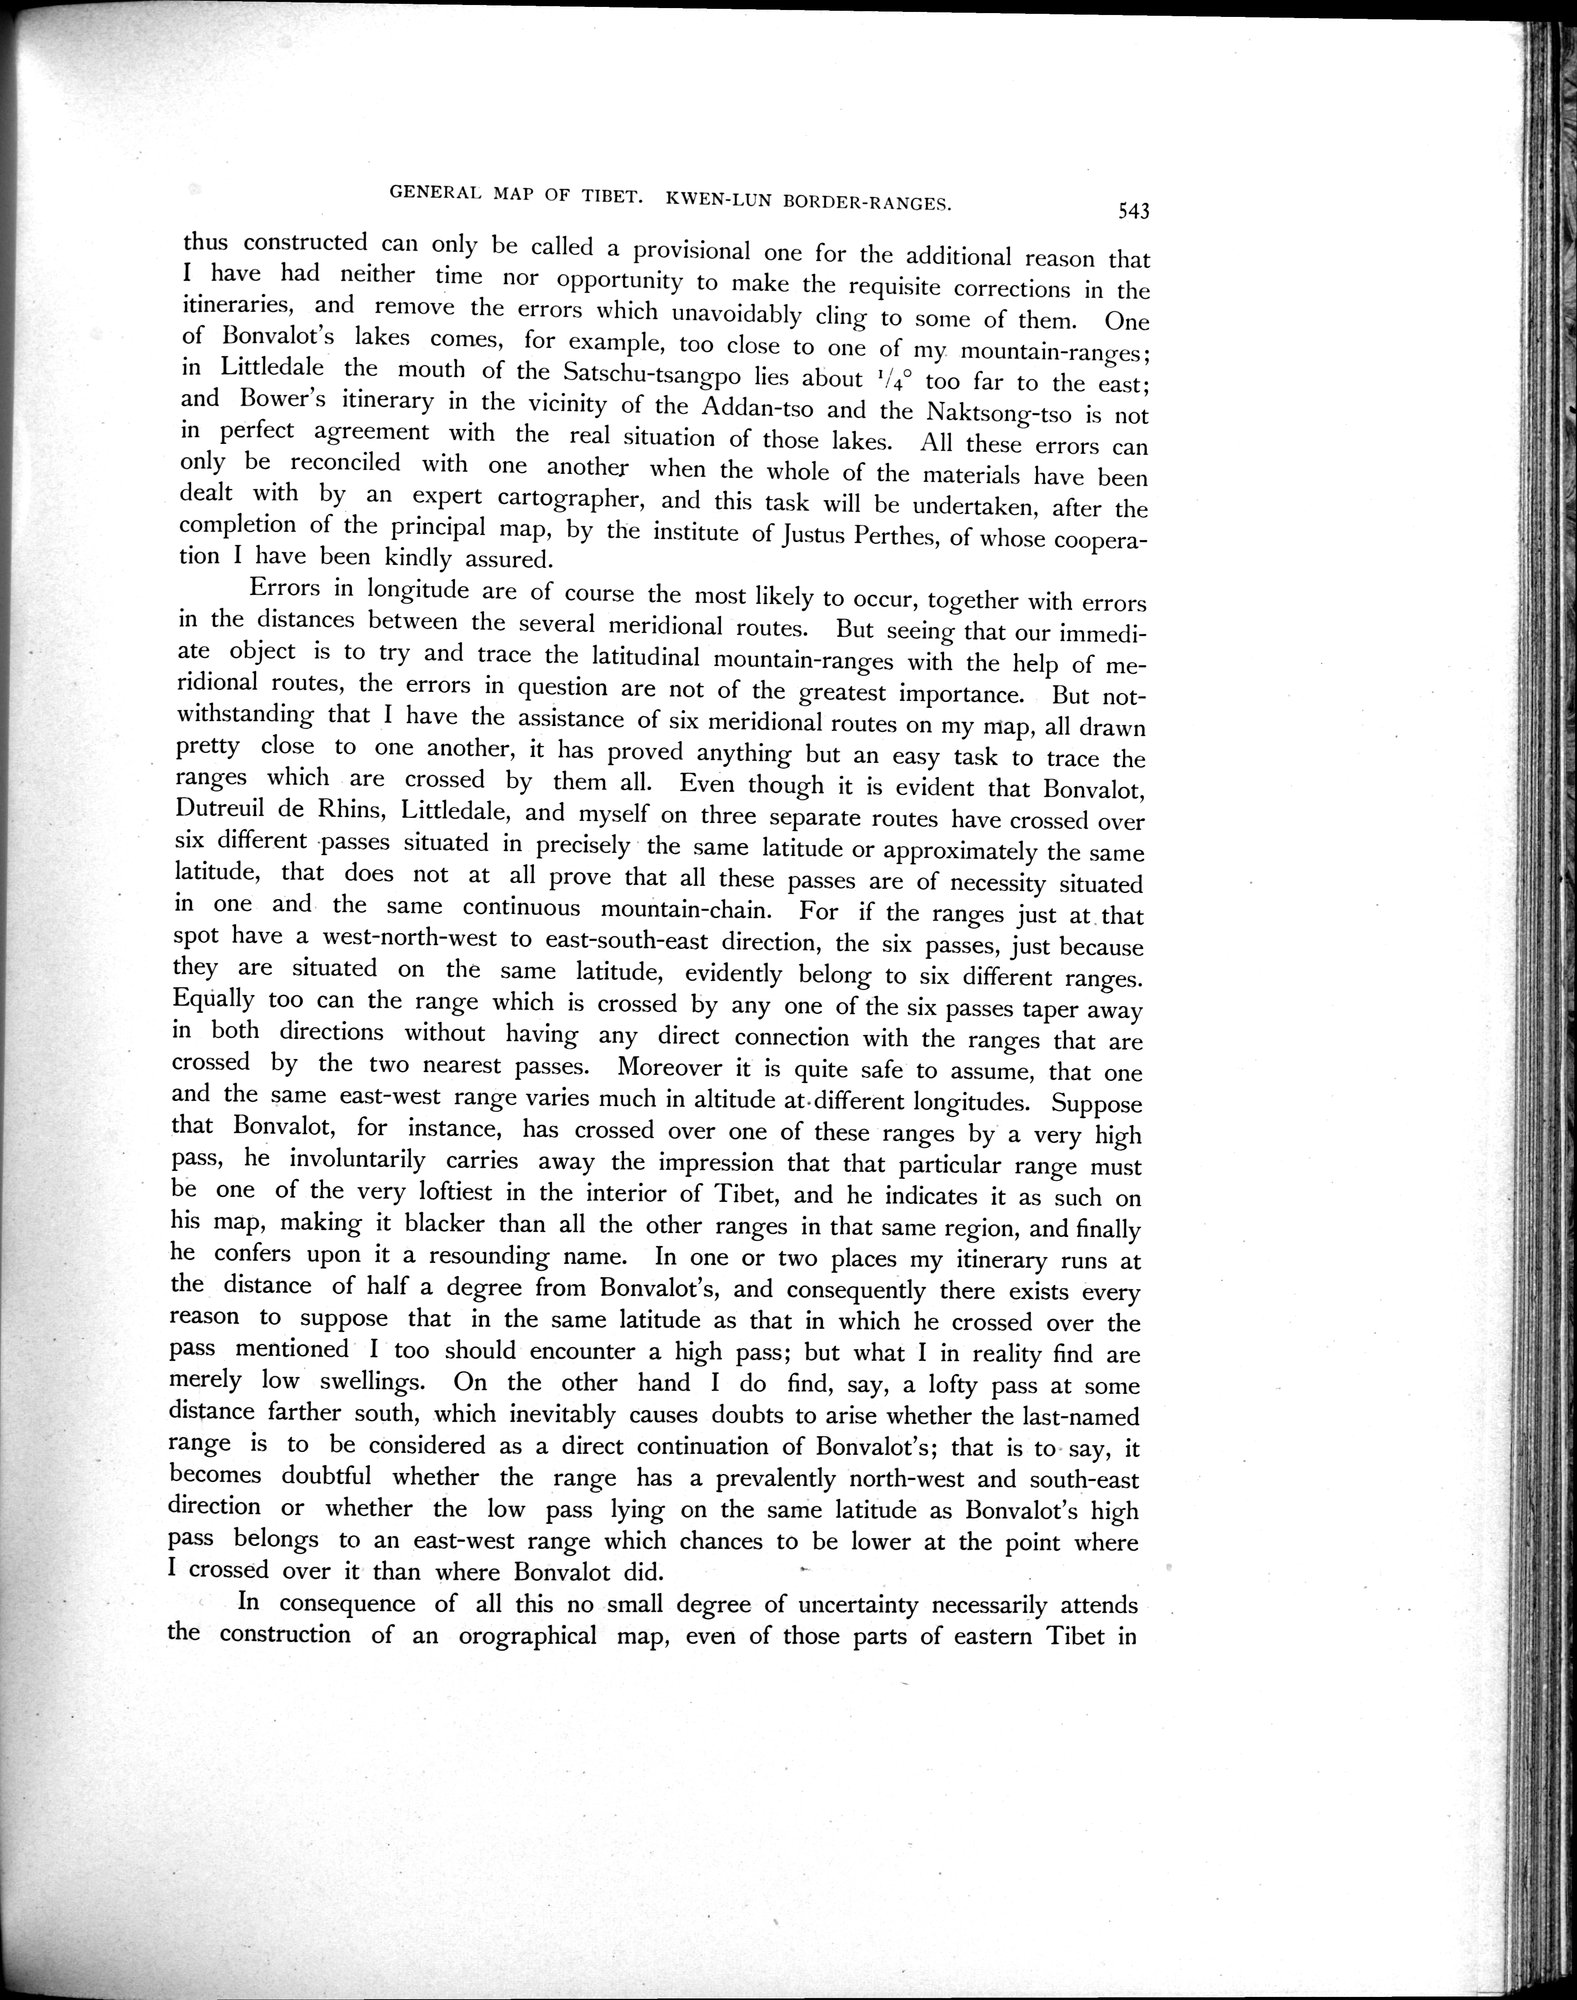 GENERAL MAP OF TIBET. KWEN-LUN BORDER-RANGES. 543
thus constructed can only be called a provisional one for the additional reason that
I have had neither time nor opportunity to make the requisite corrections in the
itineraries, and remove the errors which unavoidably cling to some of them. One
of Bonvalot's lakes comes, for example, too close to one of my mountain-ranges;
in Littledale the mouth of the Satschu-tsangpo lies about 1/4° too far to the east;
and Bower's itinerary in the vicinity of the Addan-tso and the Naktsong-tso is not
in perfect agreement with the real situation of those lakes. All these errors can
only be reconciled with one another when the whole of the materials have been
dealt with by an expert cartographer, and this task will be undertaken, after the
completion of the principal map, by the institute of Justus Perthes, of whose coopera-
tion I have been kindly assured.
Errors in longitude are of course the most likely to occur, together with errors
in the distances between the several meridional routes. But seeing that our immedi-
ate object is to try and trace the latitudinal mountain-ranges with the help of me-
ridional routes, the errors in question are not of the greatest importance. But not-
withstanding that I have the assistance of six meridional routes on my map, all drawn
pretty close to one another, it has proved anything but an easy task to trace the
ranges which are crossed by them all. Even though it is evident that Bonvalot,
Dutreuil de Rhins, Littledale, and myself on three separate routes have crossed over
six different passes situated in precisely the same latitude or approximately the same
latitude, that does not at all prove that all these passes are of necessity situated
in one and the same continuous mountain-chain. For if the ranges just at that
spot have a west-north-west to east-south-east direction, the six passes, just because
they are situated on the same latitude, evidently belong to six different ranges.
Equally too can the range which is crossed by any one of the six passes taper away
in both directions without having any direct connection with the ranges that are
crossed by the two nearest passes. Moreover it is quite safe to assume, that one
and the same east-west range varies much in altitude at different longitudes. Suppose
that Bonvalot, for instance, has crossed over one of these ranges by a very high
pass, he involuntarily carries away the impression that that particular range must
be one of the very loftiest in the interior of Tibet, and he indicates it as such on
his map, making it blacker than all the other ranges in that same region, and finally
he confers upon it a resounding name. In one or two places my itinerary runs at
the distance of half a degree from Bonvalot's, and consequently there exists every
reason to suppose that in the same latitude as that in which he crossed over the
pass mentioned I too should encounter a high pass; but what I in reality find are
merely low swellings. On the other hand I do find, say, a lofty pass at some
distance farther south, which inevitably causes doubts to arise whether the last-named
range is to be considered as a direct continuation of Bonvalot's; that is to say, it
becomes doubtful whether the range has a prevalently north-west and south-east
direction or whether the low pass lying on the same latitude as Bonvalot's high
pass belongs to an east-west range which chances to be lower at the point where
I crossed over it than where Bonvalot did.
In consequence of all this no small degree of uncertainty necessarily attends
the construction of an orographical map, even of those parts of eastern Tibet in